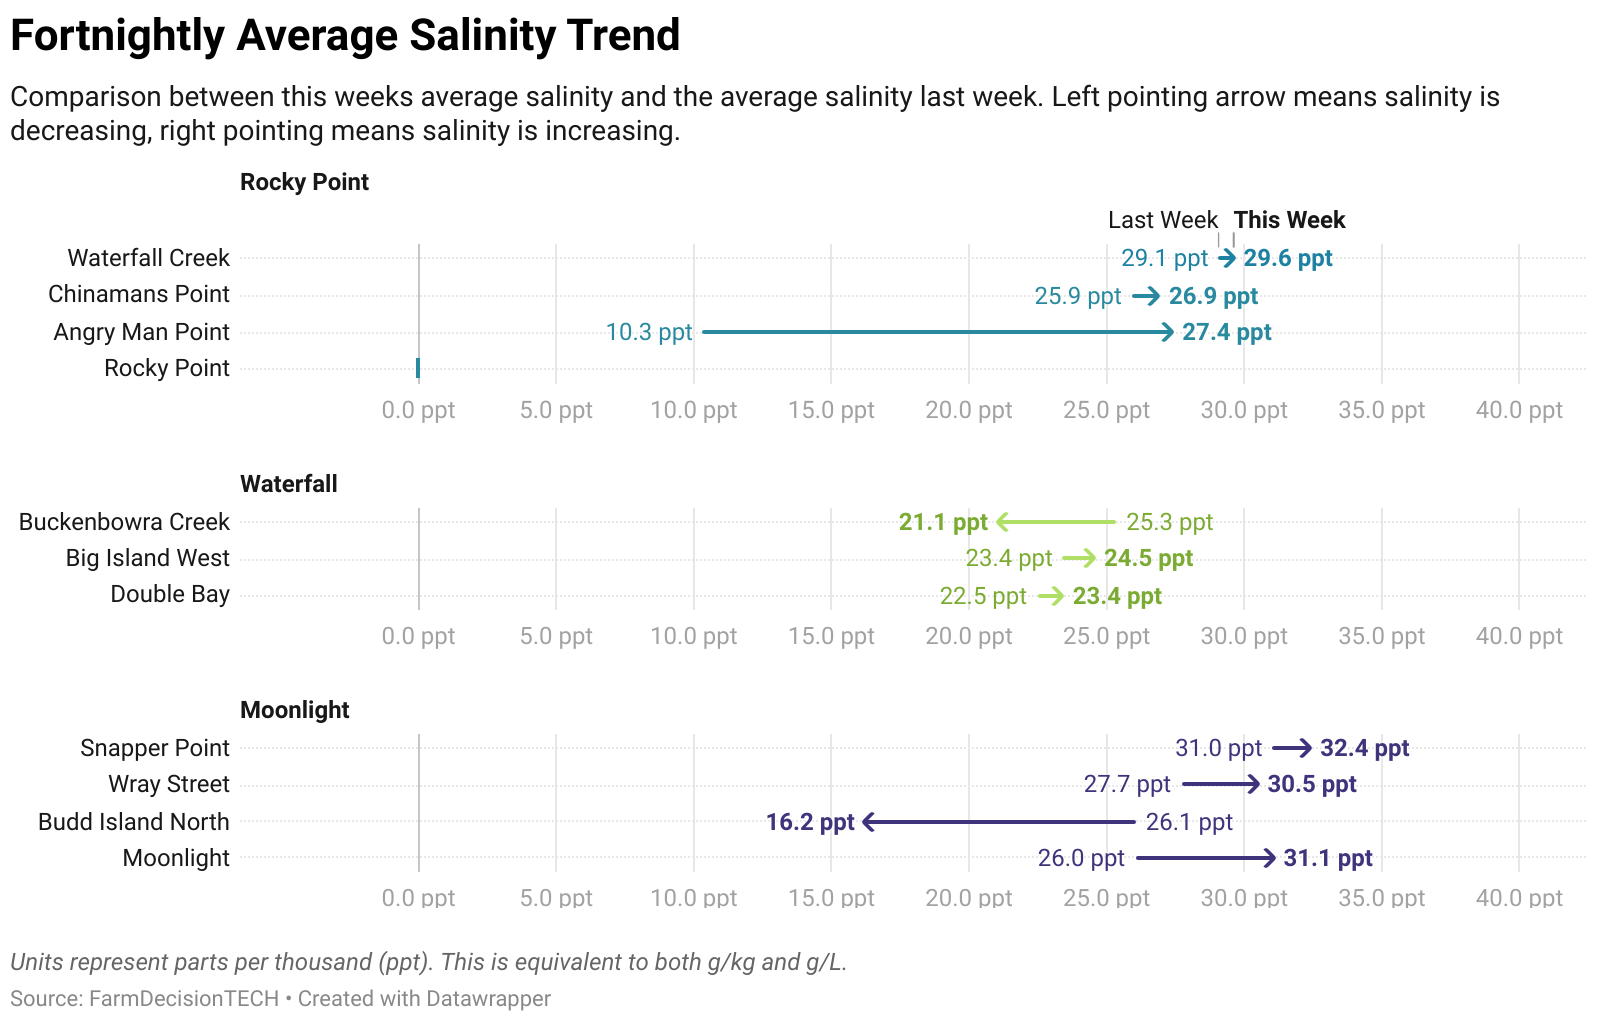 Fortnightly Average Salinity Trend
Comparison between this weeks average salinity and the average salinity last week. Left pointing arrow means salinity is
decreasing, right pointing means salinity is increasing.
Rocky Point
Last Week This Week
Waterfall Creek 29.1 ppt 29.6 ppt
Chinamans Point 25.9 ppt 26.9 ppt
Angry Man Point 10.3 ppt 27.4 ppt
Rocky Point
0.0 ppt 5.0 ppt 10.0 ppt 15.0 ppt 20.0 ppt 25.0 ppt 30.0 ppt 35.0 ppt 40.0 ppt
Waterfall
Buckenbowra Creek 21.1 ppt 25.3 ppt
Big Island West 23.4 ppt 24.5 ppt
Double Bay 22.5 ppt 23.4 ppt
0.0 ppt 5.0 ppt 10.0 ppt 15.0 ppt 20.0 ppt 25.0 ppt 30.0 ppt 35.0 ppt 40.0 ppt
Moonlight
Snapper Point 31.0 ppt 32.4 ppt
Wray Street 27.7 ppt 30.5 ppt
Budd Island North 16.2 ppt 26.1 ppt
Moonlight 26.0 ppt 31.1 ppt
0.0 ppt 5.0 ppt 10.0 ppt 15.0 ppt 20.0 ppt 25.0 ppt 30.0 ppt 35.0 ppt 40.0 ppt
Units represent parts per thousand (ppt). This is equivalent to both g/kg and g/L.
Source: FarmDecisionTECH • Created with Datawrapper